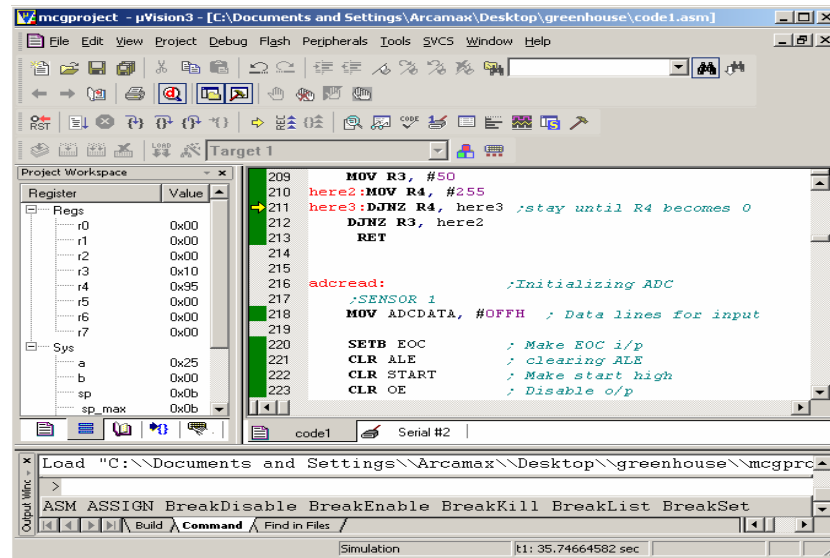 mcgproject - µVision3 - [C:\Documents and Settings\Arcamax\Desktop\greenhouse\code1.asm]
File Edit View Project Debug Flash Peripherals Tools SVCS Window Help
RST
CODE
LOAD
Target 1
Project Workspace
Register Value
Regs
r0 0x00
r1 0x00
r2 0x00
r3 0x10
r4 0x95
r5 0x00
r6 0x00
r7 0x00
Sys
a 0x25
b 0x00
sp 0x0b
sp_max 0x0b
209 MOV R3, #50
210 here2:MOV R4, #255
211 here3:DJNZ R4, here3 ;stay until R4 becomes 0
212 DJNZ R3, here2
213 RET
214
215
216 adcread: ;Initializing ADC
217 ;SENSOR 1
218 MOV ADCDATA, #0FFH ; Data lines for input
219
220 SETB EOC ; Make EOC i/p
221 CLR ALE ; clearing ALE
222 CLR START ; Make start high
223 CLR OE ; Disable o/p
code1 Serial #2
Load "C:\\Documents and Settings\\Arcamax\\Desktop\\greenhouse\\mcgprc
>
ASM ASSIGN BreakDisable BreakEnable BreakKill BreakList BreakSet
Output Winc
Build Command Find in Files
Simulation t1: 35.74664582 sec